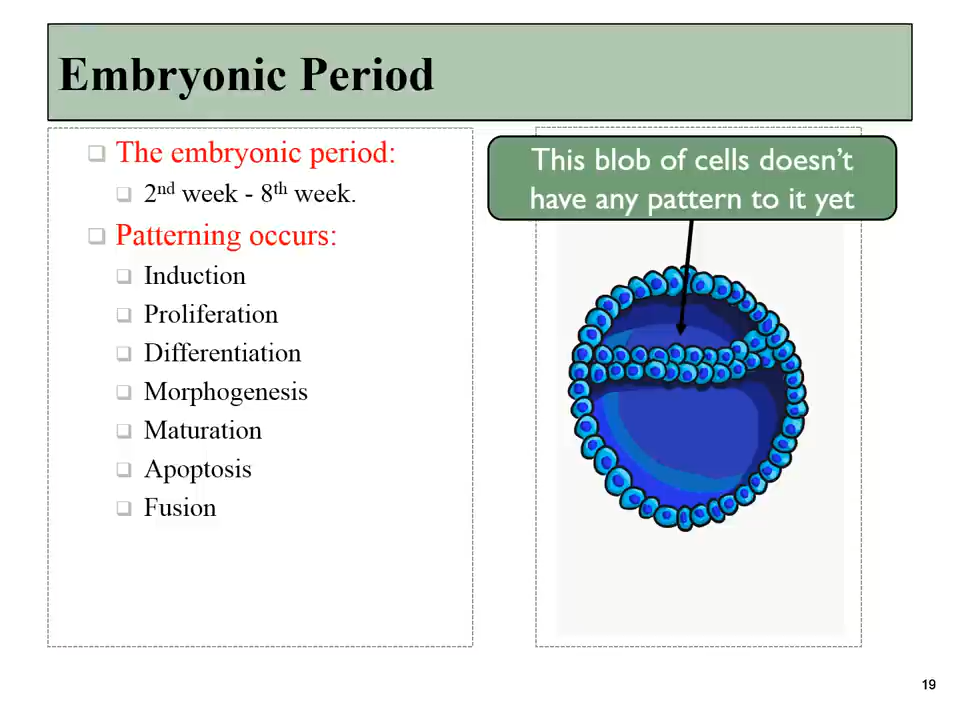 Embryonic Period
The embryonic period:
2nd week - 8th week.
Patterning occurs:
Induction
Proliferation
Differentiation
Morphogenesis
Maturation
Apoptosis
Fusion
This blob of cells doesn’t
have any pattern to it yet
19